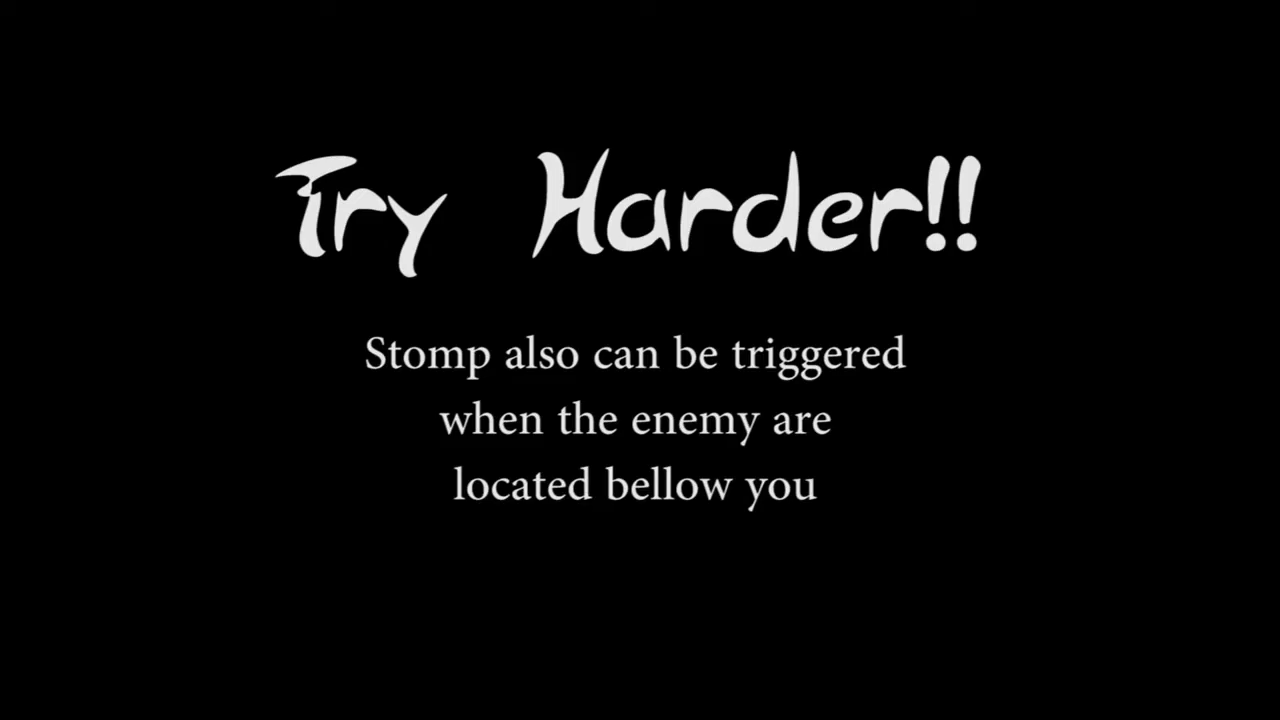 Try Harder!!
Stomp also can be triggered
when the enemy are
located bellow you